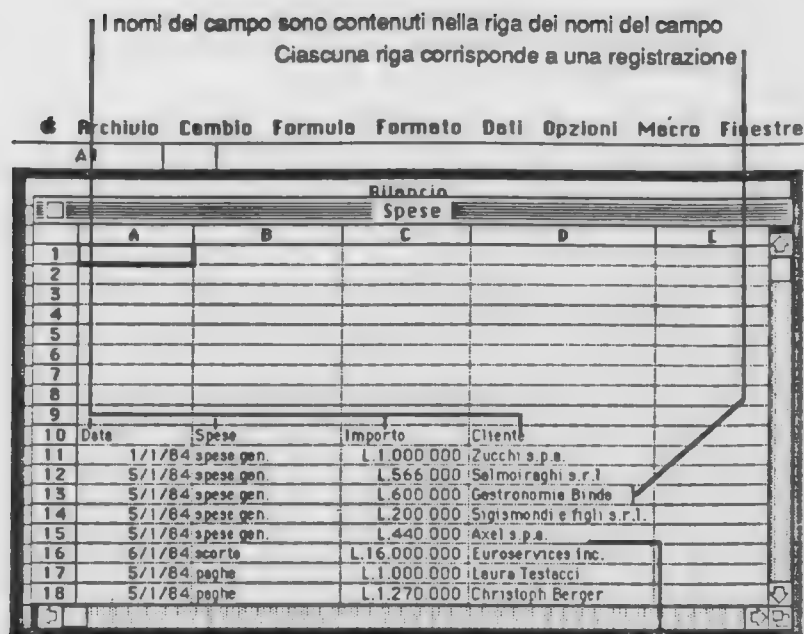 I nomi del campo sono contenuti nella riga dei nomi del campo
Ciascuna riga corrisponde a una registrazione
Archivio Cambio Formula Formato Dati Opzioni Macro Finestre
A1
Bilancio
Spese
A B C D E
1
2
3
4
5
6
7
8
9
10 Data Spese Importo Cliente
11 1/1/84 spese gen. L.1.000 000 Zucchi s.p.a.
12 5/1/84 spese gen. L.566 000 Salmoiraghi s.r.l
13 5/1/84 spese gen. L.600 000 Gastronomia Binda
14 5/1/84 spese gen. L.200 000 Sigismondi e figli s.r.l.
15 5/1/84 spese gen. L.440 000 Axel s.p.a.
16 6/1/84 scorte L.16.000 000 Euroservices Inc.
17 5/1/84 paghe L.1.000 000 Laura Testacci
18 5/1/84 paghe L.1.270 000 Christoph Berger